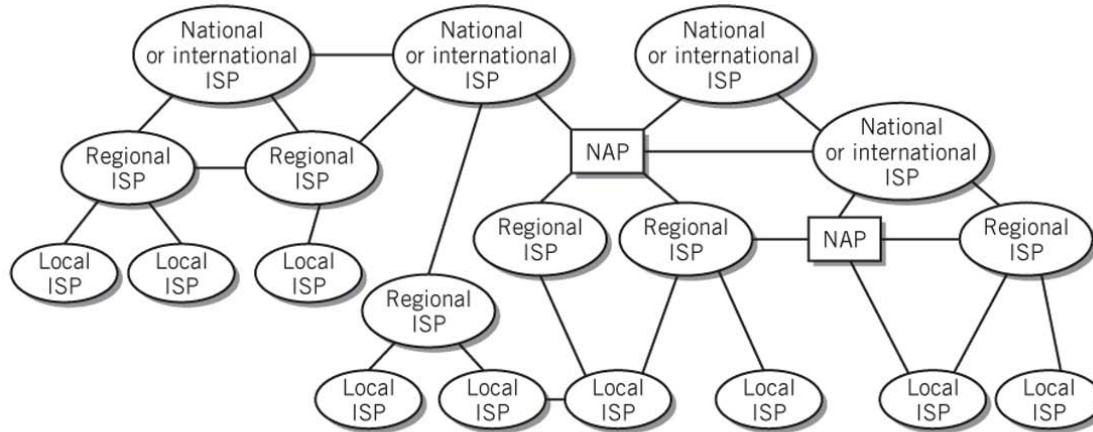 National
or international
ISP
National
or international
ISP
National
or international
ISP
National
or international
ISP
NAP
Regional
ISP
Regional
ISP
Regional
ISP
Regional
ISP
NAP
Regional
ISP
Local
ISP
Local
ISP
Local
ISP
Regional
ISP
Local
ISP
Local
ISP
Local
ISP
Local
ISP
Local
ISP
Local
ISP